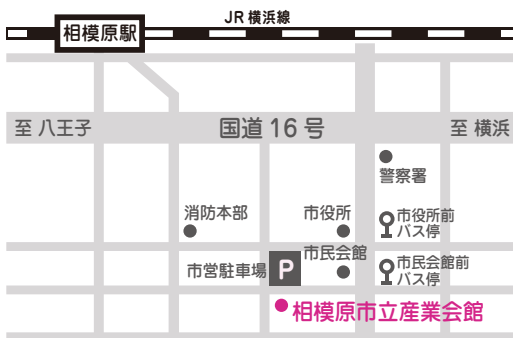 JR 横浜線
相模原駅
至 八王子
国道 16 号
至 横浜
警察署
消防本部
市役所
市役所前
バス停
市民会館
市営駐車場
P
市民会館前
バス停
相模原市立産業会館